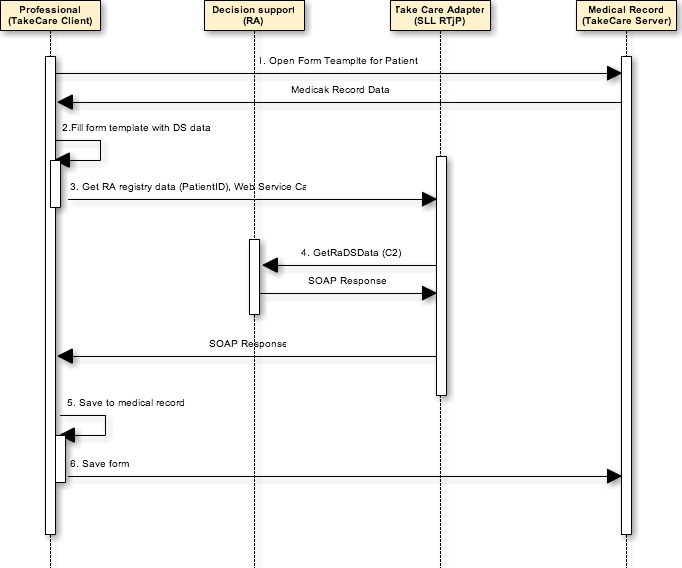 Professional
(TakeCare Client)
Decision support
(RA)
Take Care Adapter
(SLL RTjP)
Medical Record
(TakeCare Server)
1. Open Form Teamplte for Patient
Medicak Record Data
2.Fill form template with DS data
3. Get RA registry data (PatientID), Web Service Ca
4. GetRaDSData (C2)
SOAP Response
SOAP Response
5. Save to medical record
6. Save form